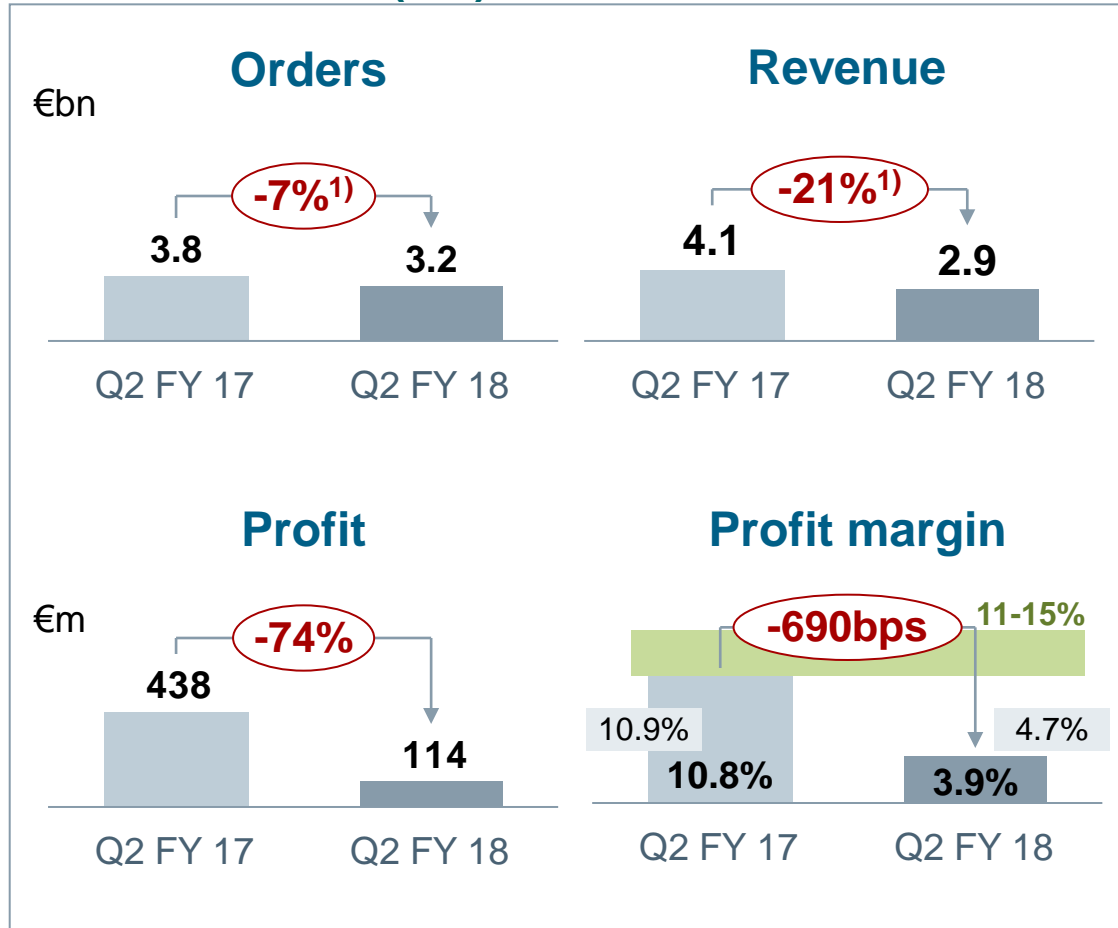 Orders
Revenue
€bn
-7%1)
-21%1)
3.8
3.2
4.1
2.9
Q2 FY 17
Q2 FY 18
Q2 FY 17
Q2 FY 18
Profit
Profit margin
€m
-74%
-690bps
11-15%
438
114
10.9%
4.7%
10.8%
3.9%
Q2 FY 17
Q2 FY 18
Q2 FY 17
Q2 FY 18